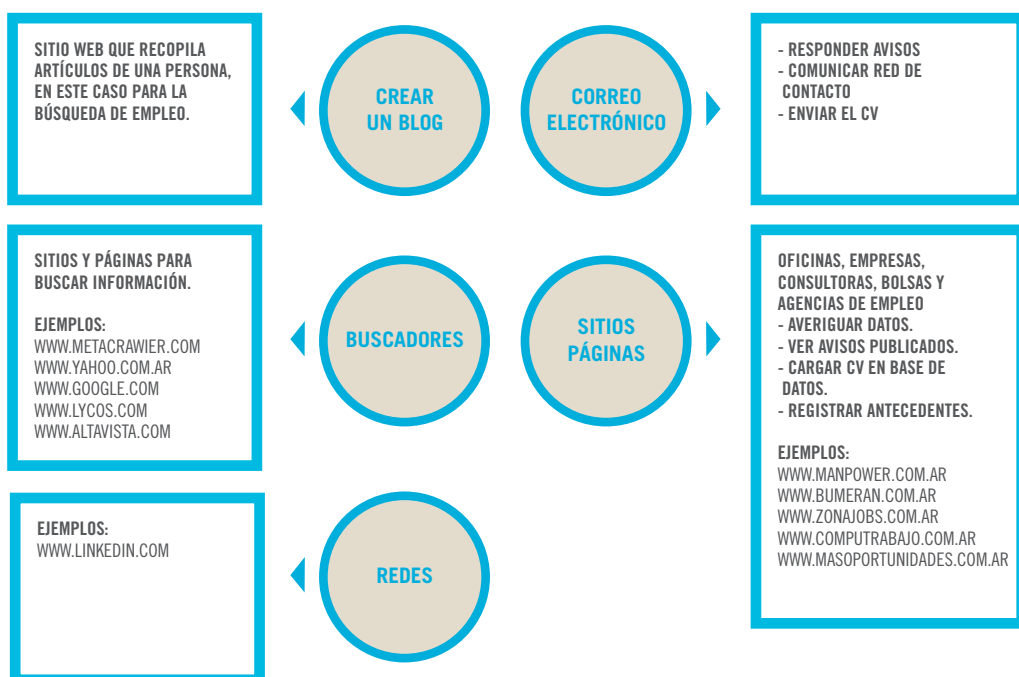 SITIO WEB QUE RECOPILA
ARTÍCULOS DE UNA PERSONA,
EN ESTE CASO PARA LA
BÚSQUEDA DE EMPLEO.
CREAR
UN BLOG
CORREO
ELECTRÓNICO
- RESPONDER AVISOS
- COMUNICAR RED DE
CONTACTO
- ENVIAR EL CV
SITIOS Y PÁGINAS PARA
BUSCAR INFORMACIÓN.
EJEMPLOS:
WWW.METACRAWIER.COM
WWW.YAHOO.COM.AR
WWW.GOOGLE.COM
WWW.LYCOS.COM
WWW.ALTAVISTA.COM
BUSCADORES
SITIOS
PÁGINAS
OFICINAS, EMPRESAS,
CONSULTORAS, BOLSAS Y
AGENCIAS DE EMPLEO
- AVERIGUAR DATOS.
- VER AVISOS PUBLICADOS.
- CARGAR CV EN BASE DE
DATOS.
- REGISTRAR ANTECEDENTES.
EJEMPLOS:
WWW.MANPOWER.COM.AR
WWW.BUMERAN.COM.AR
WWW.ZONAJOBS.COM.AR
WWW.COMPUTRABAJO.COM.AR
WWW.MASOPORTUNIDADES.COM.AR
EJEMPLOS:
WWW.LINKEDIN.COM
REDES